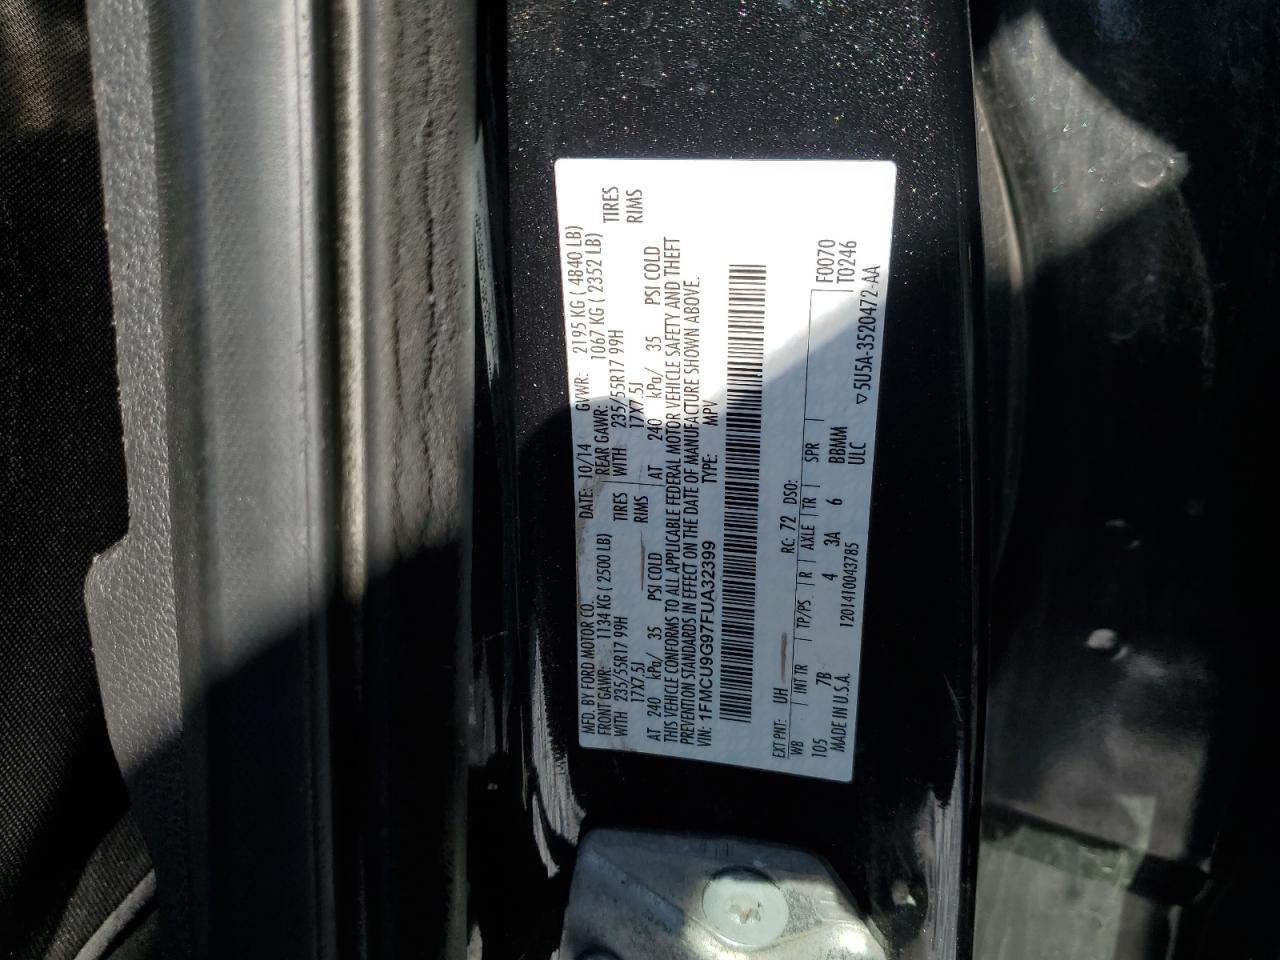 MFD. BY FORD MOTOR CO. DATE: 10/14 GVWR: 2195 KG ( 4840 LB)
FRONT GAWR: 1134 KG ( 2500 LB) REAR GAWR: 1067 KG ( 2352 LB)
WITH 235/55R17 99H TIRES WITH 235/55R17 99H TIRES
17X7.5J RIMS 17X7.5J RIMS
AT 240 kPa/ 35 PSI COLD AT 240 kPa/ 35 PSI COLD
THIS VEHICLE CONFORMS TO ALL APPLICABLE FEDERAL MOTOR VEHICLE SAFETY AND THEFT
PREVENTION STANDARDS IN EFFECT ON THE DATE OF MANUFACTURE SHOWN ABOVE.
VIN: 1FMCU9G97FUA32399 TYPE: MPV
EXT PNT: UH RC: 72 DSO:
WB INT TR TP/PS R AXLE TR SPR F0070
105 7B 4 3A 6 BBMM T0246
MADE IN U.S.A. 1201410043785 ULC
▽5U5A-3520472-AA